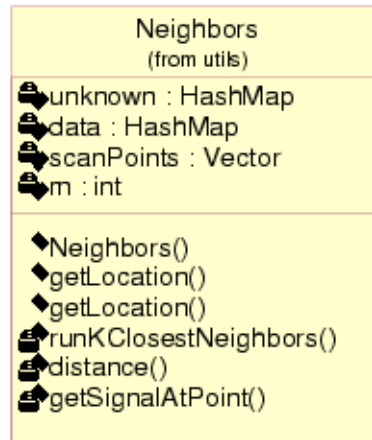 Neighbors
(from utils)
unknown : HashMap
data : HashMap
scanPoints : Vector
m : int
Neighbors()
getLocation()
getLocation()
runKClosestNeighbors()
distance()
getSignalAtPoint()